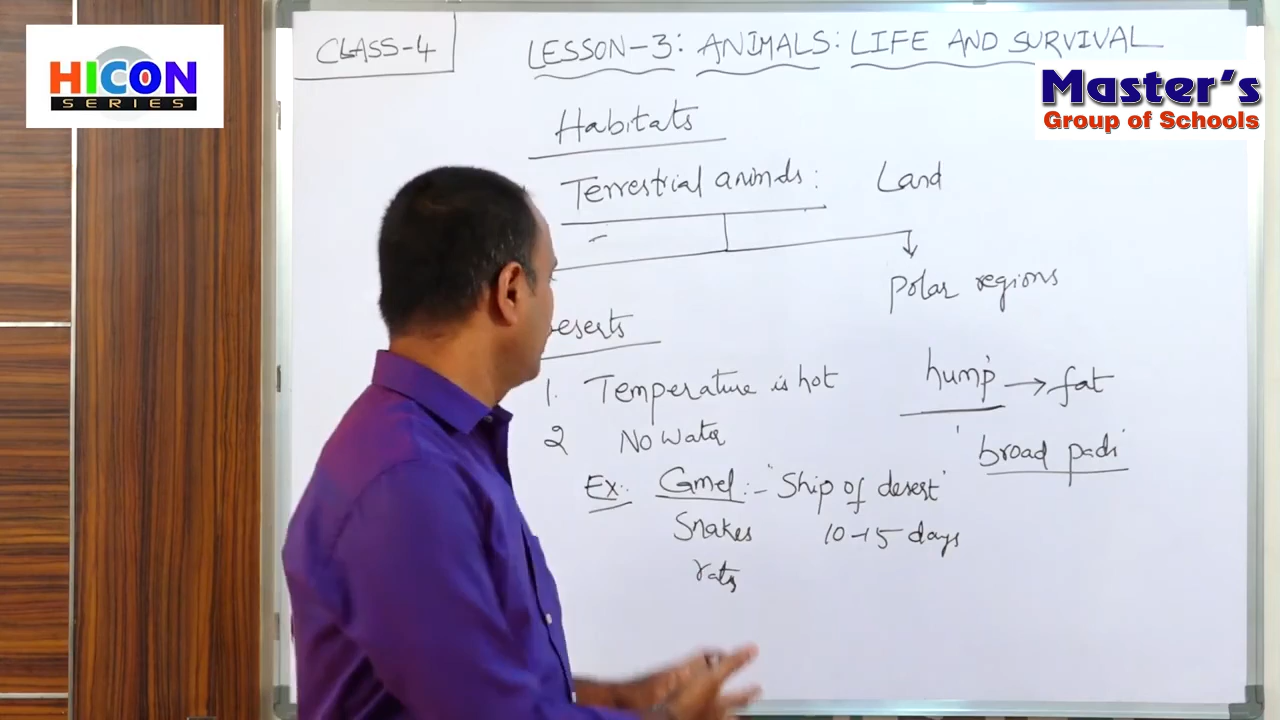 HICON
SERIES
CLASS-4
LESSON-3: ANIMALS: LIFE AND SURVIVAL
Master's
Group of Schools
Habitats
Terrestrial animals: Land
Polar regions
eserts
1. Temperature is hot
hump → fat
2 No water
'broad pads'
Ex:. Camel:- "Ship of desert"
Snakes 10-15 days
rats